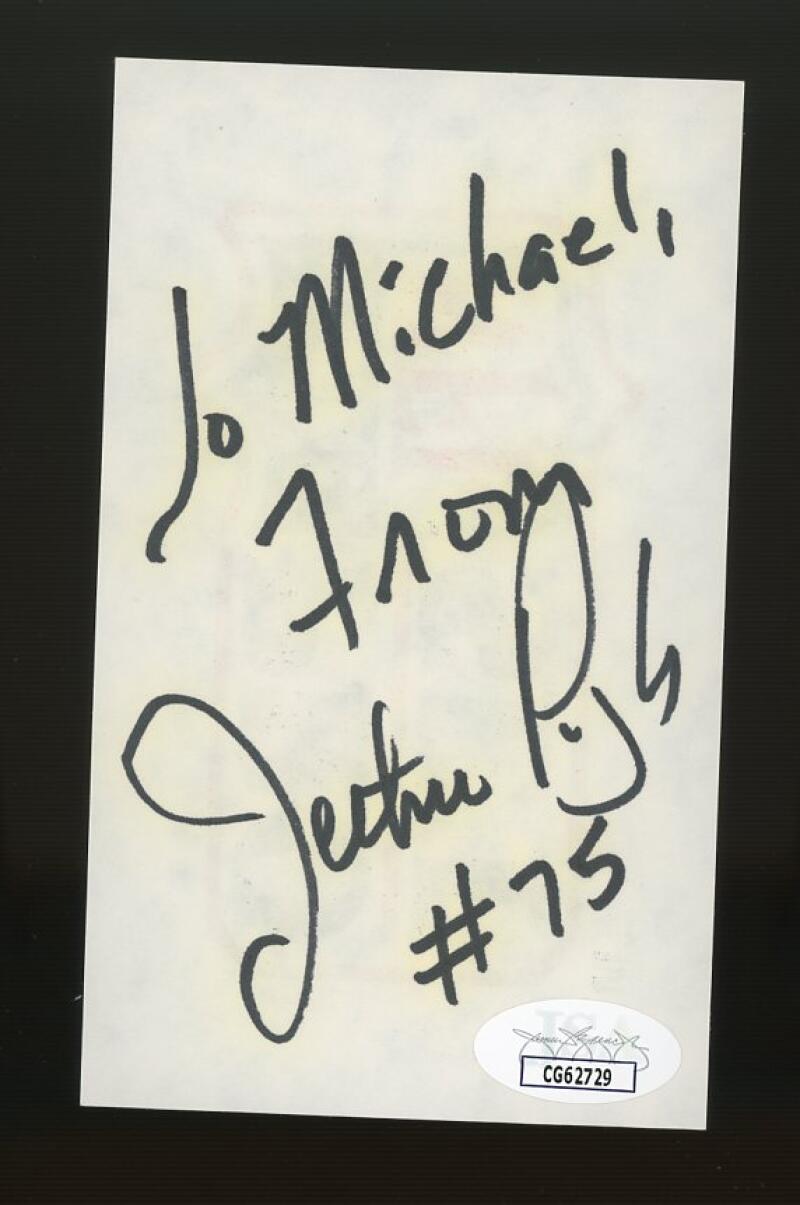 To Michael,
From
Jethro Pugh
#75
CG62729